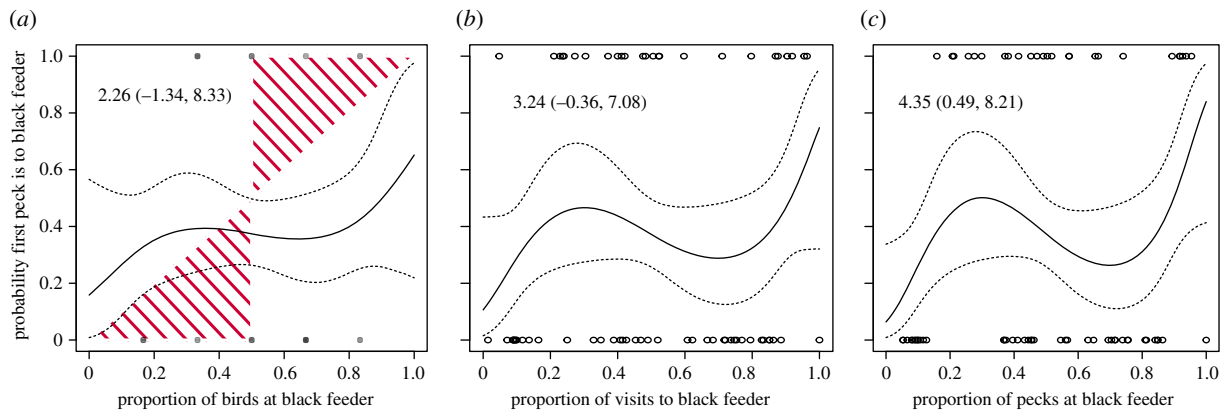 (a) (b) (c)
probability first peck is to black feeder
1.0
0.8
0.6
0.4
0.2
0
2.26 (–1.34, 8.33)
3.24 (–0.36, 7.08)
4.35 (0.49, 8.21)
0 0.2 0.4 0.6 0.8 1.0
0 0.2 0.4 0.6 0.8 1.0
0 0.2 0.4 0.6 0.8 1.0
proportion of birds at black feeder
proportion of visits to black feeder
proportion of pecks at black feeder